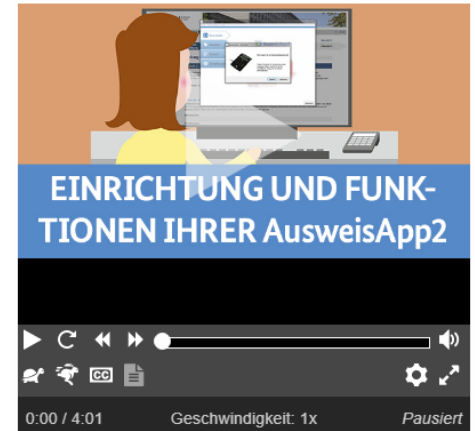 EINRICHTUNG UND FUNK-
TIONEN IHRER AusweisApp2
CC
0:00 / 4:01 Geschwindigkeit: 1x Pausiert